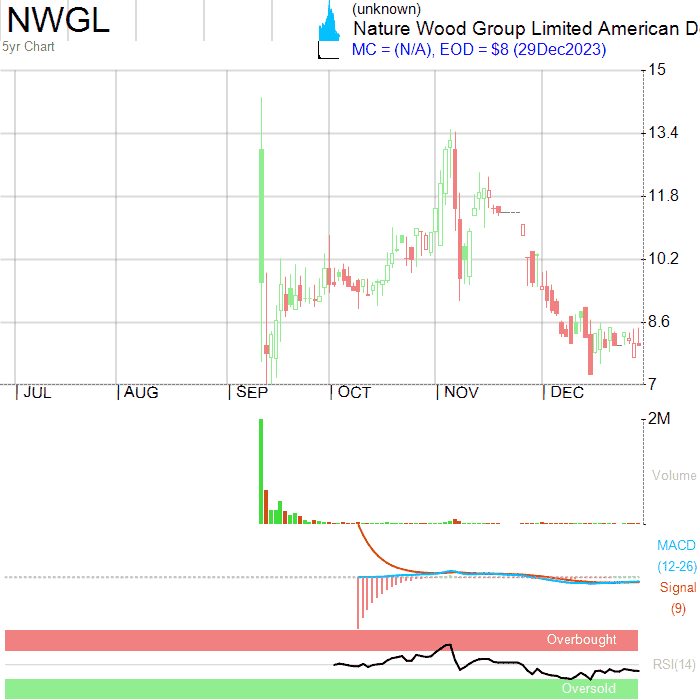 NWGL
5yr Chart
(unknown)
Nature Wood Group Limited American D
MC = (N/A), EOD = $8 (29Dec2023)
15
13.4
11.8
10.2
8.6
7
JUL AUG SEP OCT NOV DEC
2M
Volume
MACD
(12-26)
Signal
(9)
Overbought
RSI(14)
Oversold